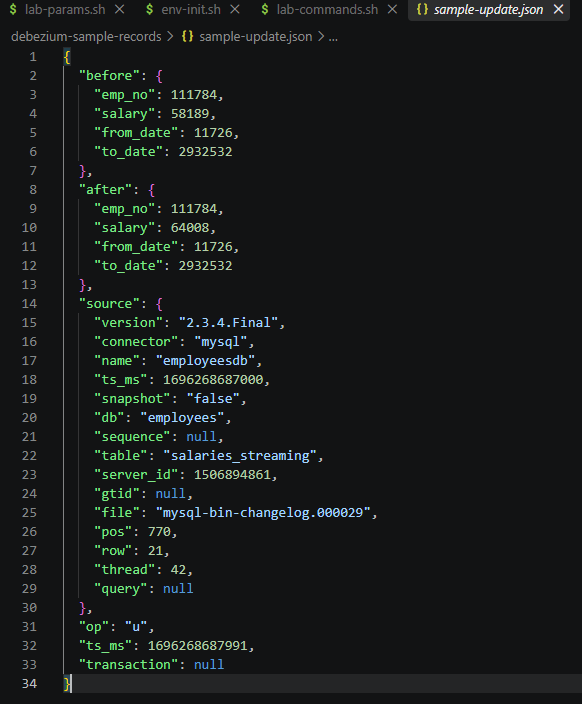 $ lab-params.sh × $ env-init.sh × $ lab-commands.sh × {} sample-update.json ×
debezium-sample-records > {} sample-update.json > ...
1 {
2 "before": {
3 "emp_no": 111784,
4 "salary": 58189,
5 "from_date": 11726,
6 "to_date": 2932532
7 },
8 "after": {
9 "emp_no": 111784,
10 "salary": 64008,
11 "from_date": 11726,
12 "to_date": 2932532
13 },
14 "source": {
15 "version": "2.3.4.Final",
16 "connector": "mysql",
17 "name": "employeesdb",
18 "ts_ms": 1696268687000,
19 "snapshot": "false",
20 "db": "employees",
21 "sequence": null,
22 "table": "salaries_streaming",
23 "server_id": 1506894861,
24 "gtid": null,
25 "file": "mysql-bin-changelog.000029",
26 "pos": 770,
27 "row": 21,
28 "thread": 42,
29 "query": null
30 },
31 "op": "u",
32 "ts_ms": 1696268687991,
33 "transaction": null
34 }